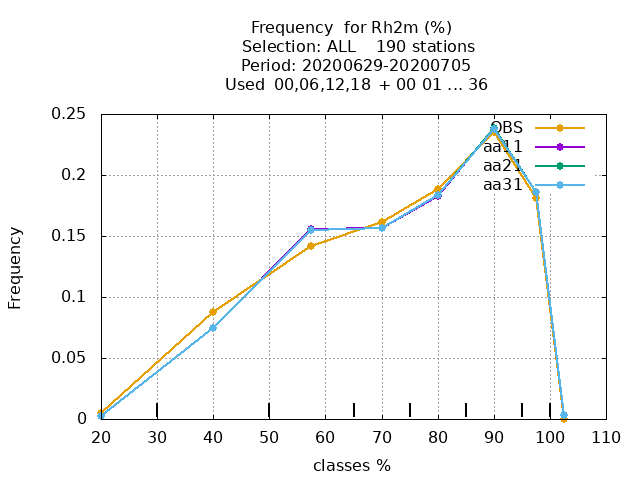 Frequency for Rh2m (%)
Selection: ALL 190 stations
Period: 20200629-20200705
Used 00,06,12,18 + 00 01 ... 36
OBS
aa11
aa21
aa31
Frequency
0.25
0.2
0.15
0.1
0.05
0
20 30 40 50 60 70 80 90 100 110
classes %